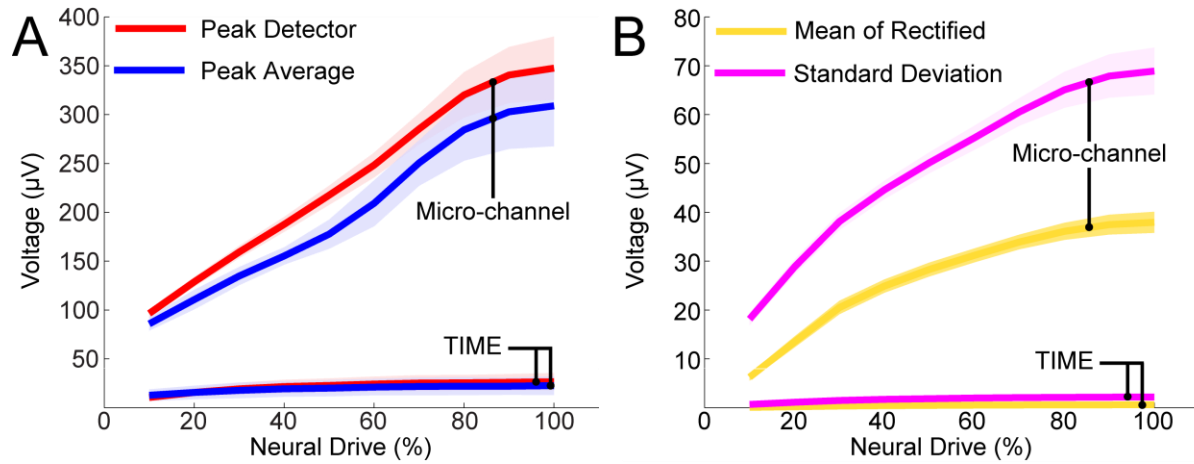 A
Peak Detector
Peak Average
Micro-channel
TIME
Voltage (µV)
400
350
300
250
200
150
100
50
0
20
40
60
80
100
Neural Drive (%)
B
Mean of Rectified
Standard Deviation
Micro-channel
TIME
Voltage (µV)
80
70
60
50
40
30
20
10
0
20
40
60
80
100
Neural Drive (%)